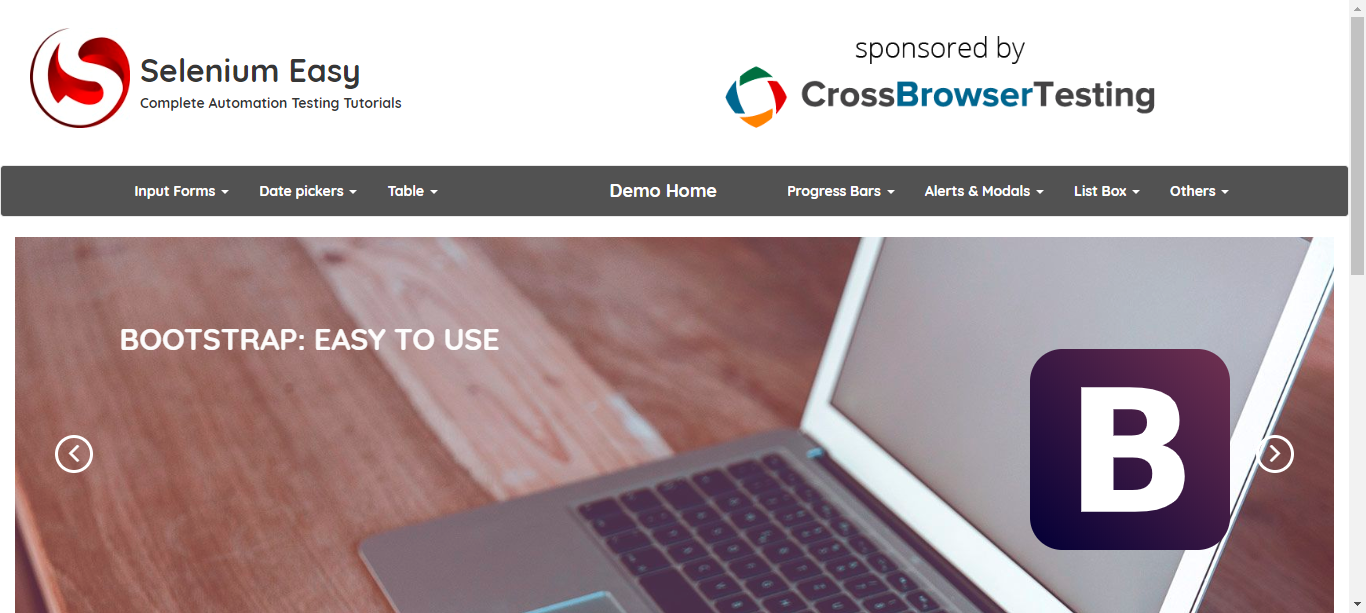 Selenium Easy
Complete Automation Testing Tutorials
sponsored by
CrossBrowserTesting
Input Forms Date pickers Table Demo Home Progress Bars Alerts & Modals List Box Others
BOOTSTRAP: EASY TO USE
B